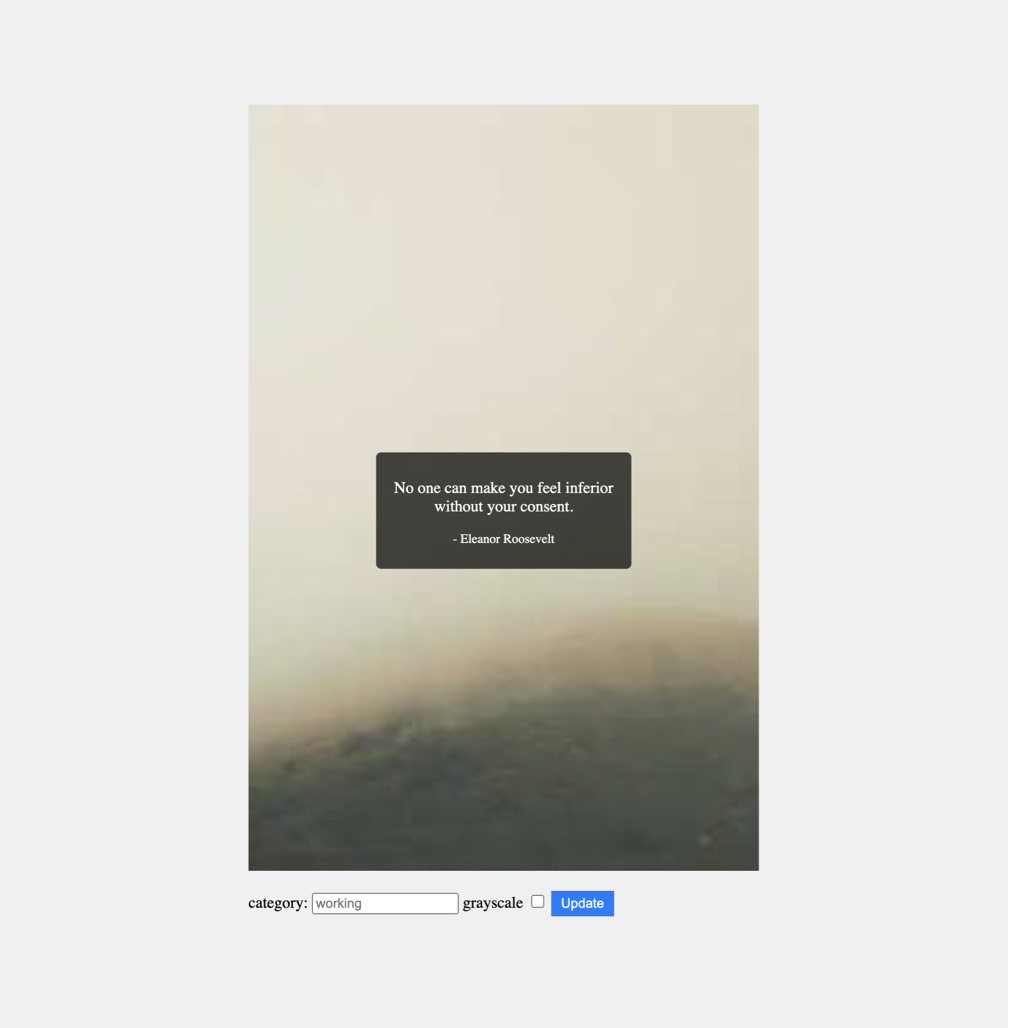 No one can make you feel inferior
without your consent.
- Eleanor Roosevelt
category: working grayscale Update